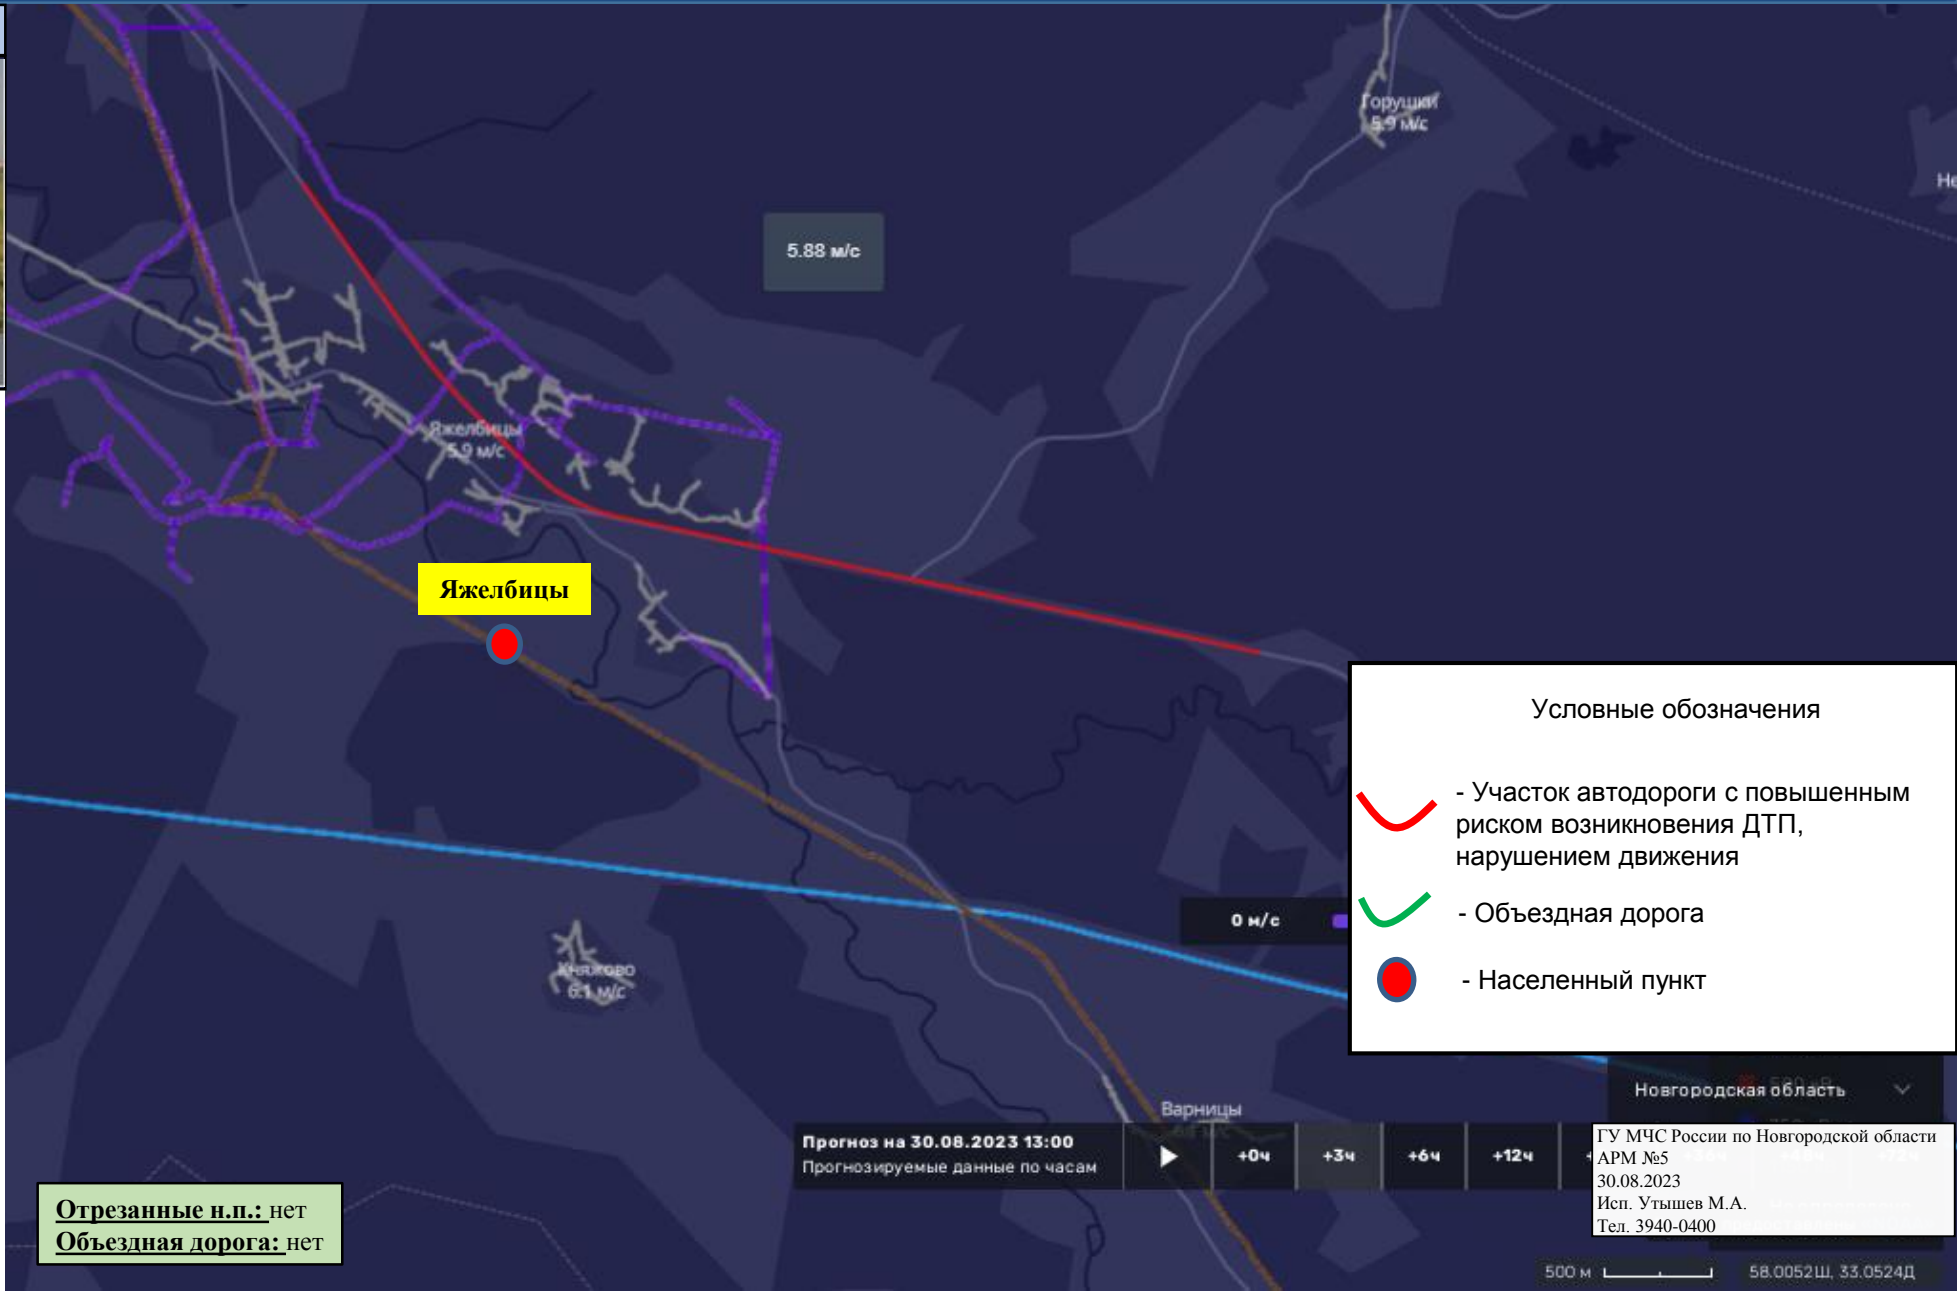 Горушки
5.9 м/с
Не
5.88 м/с
Яжелбицы
5.9 м/с
Яжелбицы
Условные обозначения
- Участок автодороги с повышенным
риском возникновения ДТП,
нарушением движения
- Объездная дорога
- Населенный пункт
0 м/с
Княжово
6.1 м/с
Новгородская область
Варницы
Прогноз на 30.08.2023 13:00
Прогнозируемые данные по часам
+0ч
+3ч
+6ч
+12ч
ГУ МЧС России по Новгородской области
АРМ №5
30.08.2023
Исп. Утышев М.А.
Тел. 3940-0400
Отрезанные н.п.: нет
Объездная дорога: нет
500 м
58.0052Ш, 33.0524Д